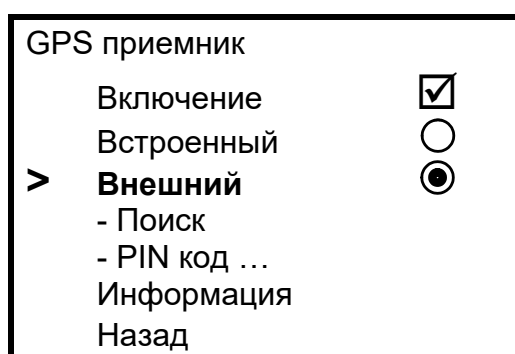 GPS приемник
Включение
Встроенный
> Внешний
- Поиск
- PIN код …
Информация
Назад